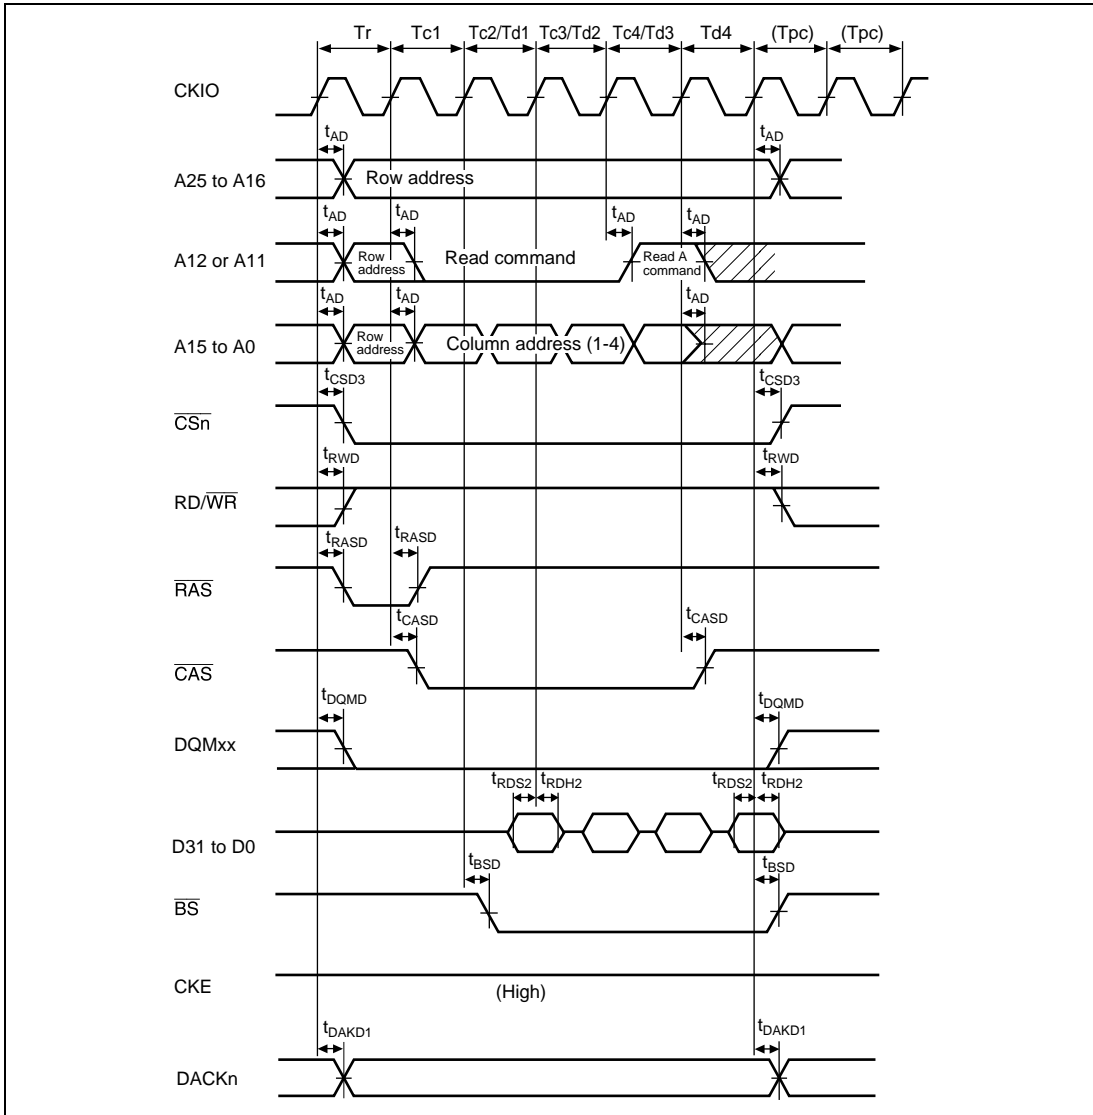 Tr Tc1 Tc2/Td1 Tc3/Td2 Tc4/Td3 Td4 (Tpc) (Tpc)
CKIO
tAD tAD
A25 to A16 Row address
tAD tAD tAD tAD
A12 or A11 Row address Read command Read A command
tAD tAD tAD
A15 to A0 Row address Column address (1-4)
tCSD3 tCSD3
CSn
tRWD tRWD
RD/WR
tRASD tRASD
RAS
tCASD tCASD
CAS
tDQMD tDQMD
DQMxx
tRDS2 tRDH2 tRDS2 tRDH2
D31 to D0
tBSD tBSD
BS
CKE
(High)
tDAKD1 tDAKD1
DACKn